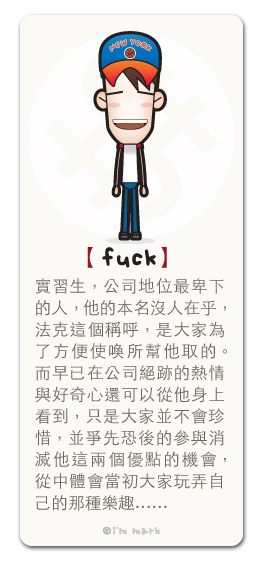 NEW YORK
【fuck】
實習生，公司地位最卑下
的人，他的本名沒人在乎，
法克這個稱呼，是大家為
了方便使喚所幫他取的。
而早已在公司絕跡的熱情
與好奇心還可以從他身上
看到，只是大家並不會珍
惜，並爭先恐後的參與消
滅他這兩個優點的機會，
從中體會當初大家玩弄自
己的那種樂趣……
©i'm mark